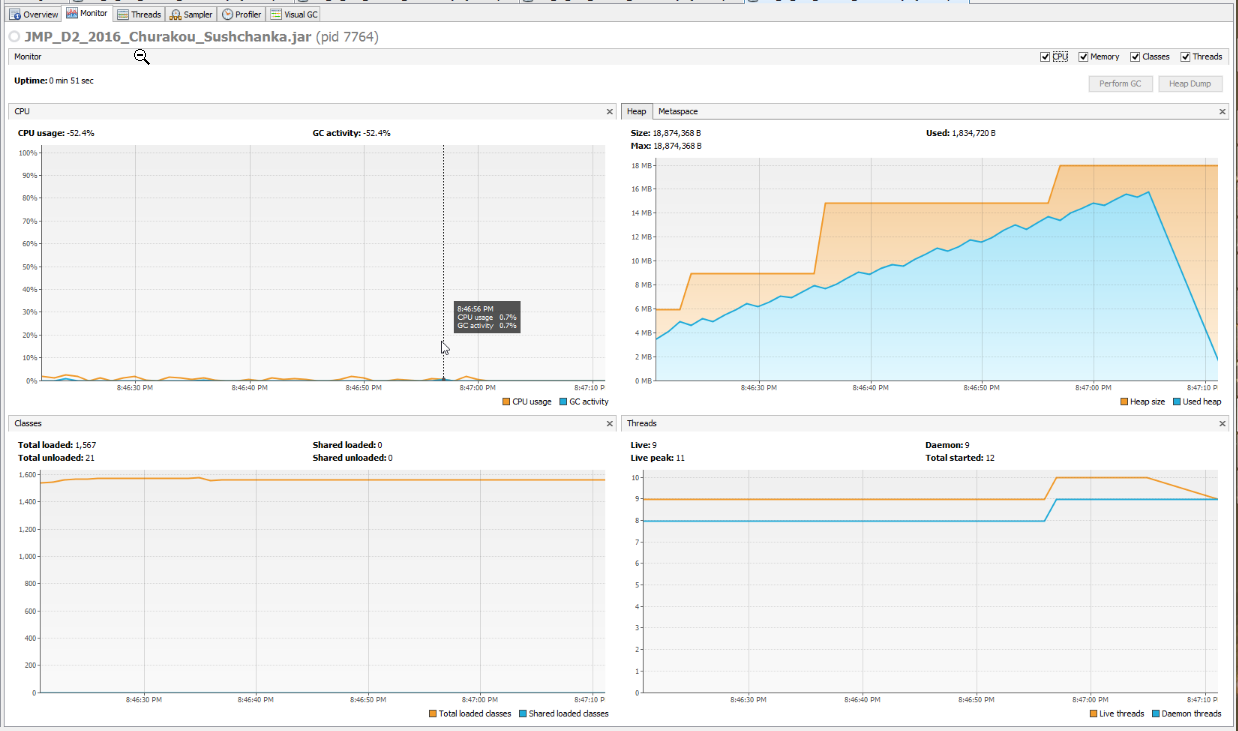 Overview Monitor Threads Sampler Profiler Visual GC
JMP_D2_2016_Churakou_Sushchanka.jar (pid 7764)
Monitor
CPU Memory Classes Threads
Uptime: 0 min 51 sec
Perform GC Heap Dump
CPU
CPU usage: -52.4% GC activity: -52.4%
100%
90%
80%
70%
60%
50%
40%
30%
20%
10%
0%
8:46:56 PM
CPU usage 0.7%
GC activity 0.7%
8:46:30 PM 8:46:40 PM 8:46:50 PM 8:47:00 PM 8:47:10 P
CPU usage GC activity
Heap Metaspace
Size: 18,874,368 B Used: 1,834,720 B
Max: 18,874,368 B
18 MB
16 MB
14 MB
12 MB
10 MB
8 MB
6 MB
4 MB
2 MB
0 MB
8:46:30 PM 8:46:40 PM 8:46:50 PM 8:47:00 PM 8:47:10 P
Heap size Used heap
Classes
Total loaded: 1,567 Shared loaded: 0
Total unloaded: 21 Shared unloaded: 0
1,600
1,400
1,200
1,000
800
600
400
200
0
8:46:30 PM 8:46:40 PM 8:46:50 PM 8:47:00 PM 8:47:10 P
Total loaded classes Shared loaded classes
Threads
Live: 9 Daemon: 9
Live peak: 11 Total started: 12
10
9
8
7
6
5
4
3
2
1
0
8:46:30 PM 8:46:40 PM 8:46:50 PM 8:47:00 PM 8:47:10 P
Live threads Daemon threads